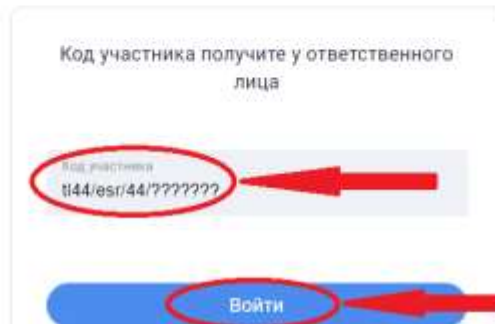 Код участника получите у ответственного
лица
Код участника
tl44/esr/44/???????
Войти